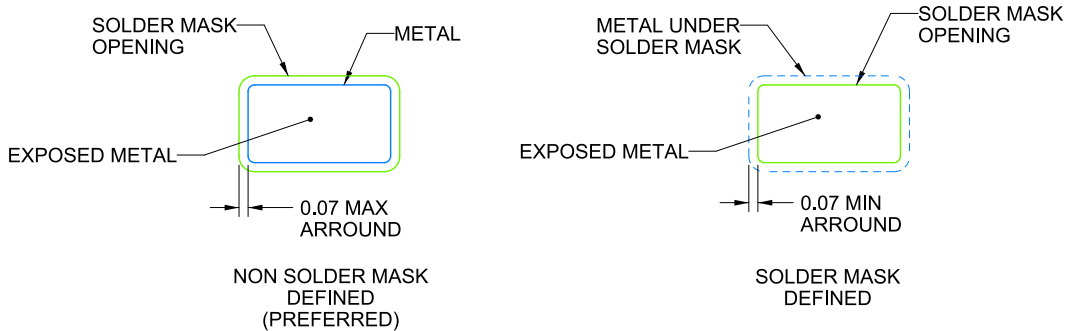 SOLDER MASK
OPENING
METAL
EXPOSED METAL
0.07 MAX
ARROUND
NON SOLDER MASK
DEFINED
(PREFERRED)
METAL UNDER
SOLDER MASK
SOLDER MASK
OPENING
EXPOSED METAL
0.07 MIN
ARROUND
SOLDER MASK
DEFINED